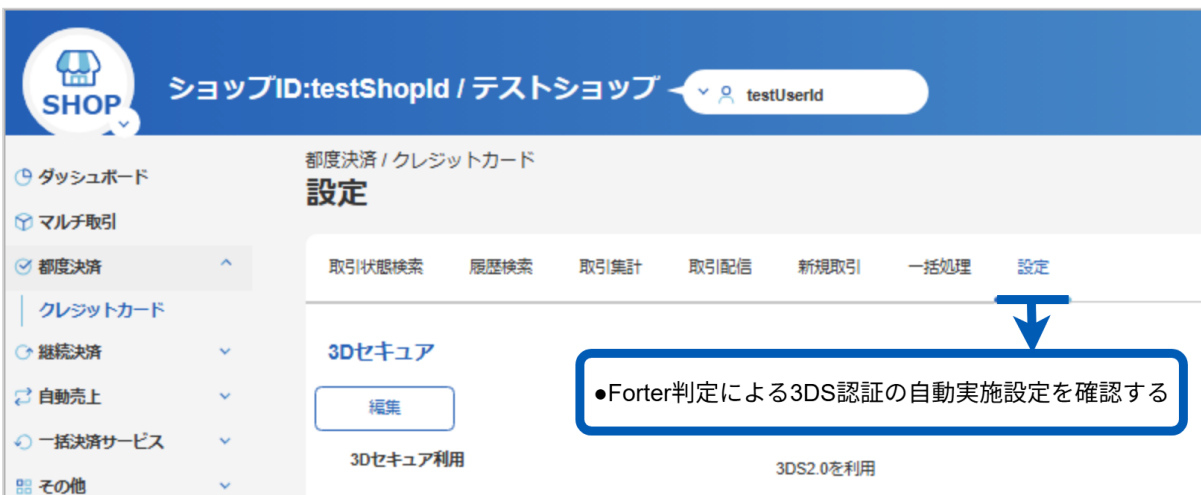 SHOP
ショップID:testShopId / テストショップ
testUserId
ダッシュボード
マルチ取引
都度決済
クレジットカード
継続決済
自動売上
一括決済サービス
その他
都度決済 / クレジットカード
設定
取引状態検索 履歴検索 取引集計 取引配信 新規取引 一括処理 設定
3Dセキュア
●Forter判定による3DS認証の自動実施設定を確認する
編集
3Dセキュア利用 3DS2.0を利用